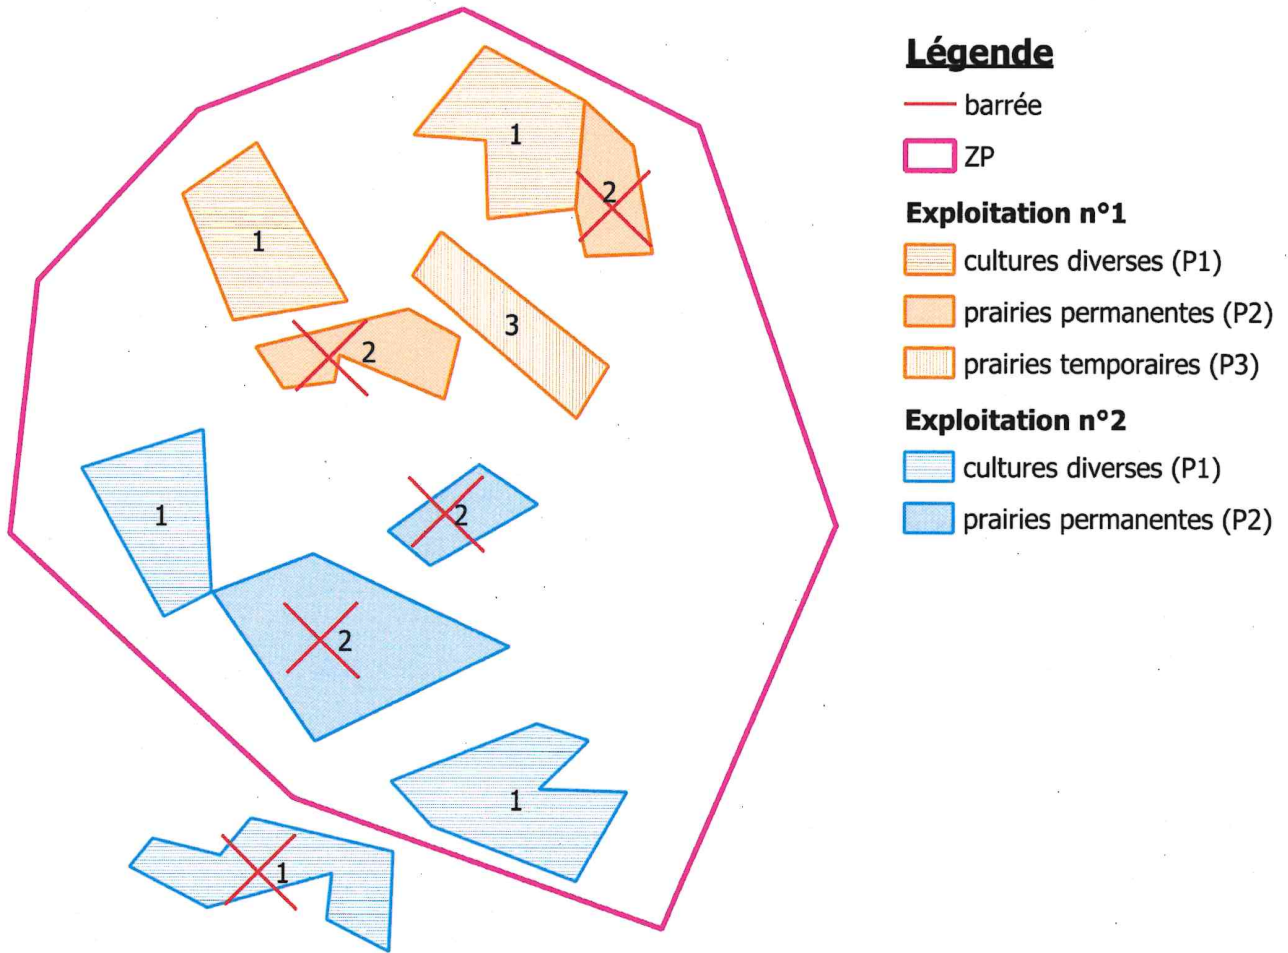 Légende
barrée
ZP
Exploitation n°1
cultures diverses (P1)
prairies permanentes (P2)
prairies temporaires (P3)
Exploitation n°2
cultures diverses (P1)
prairies permanentes (P2)
1
2
1
3
2
1
2
2
1
1